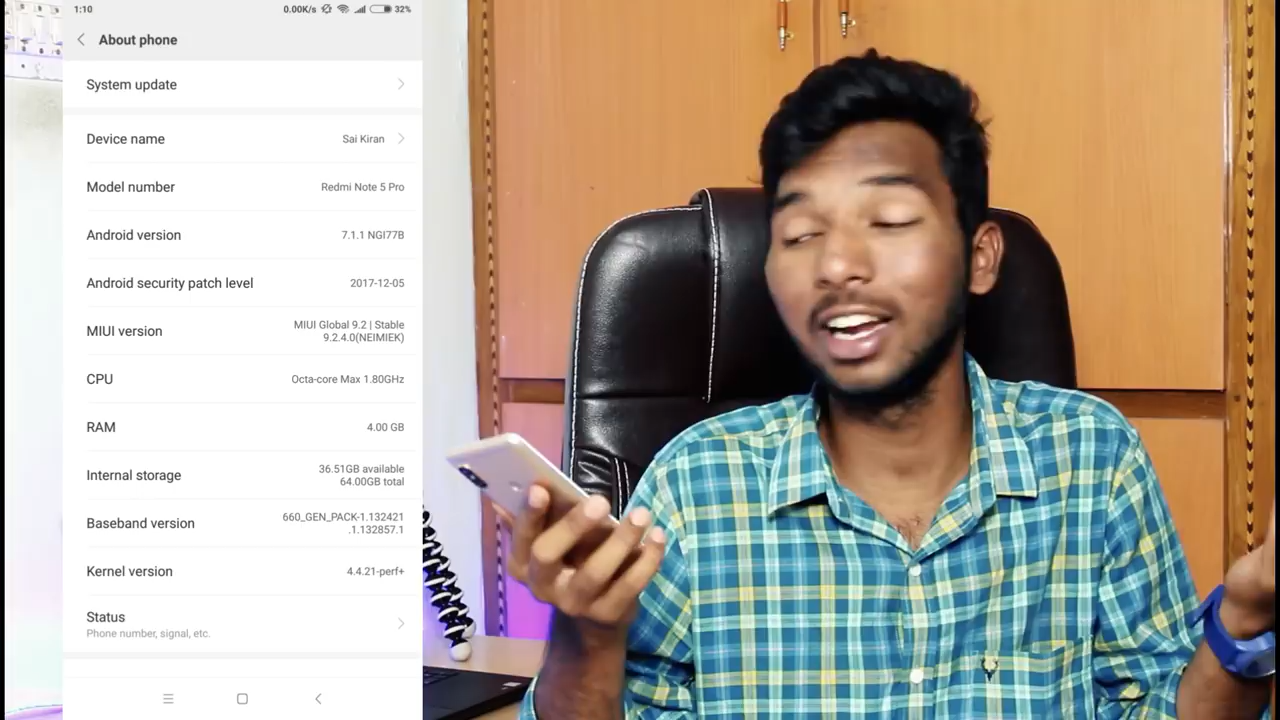 1:10 0.00K/s 32%
About phone
System update
Device name Sai Kiran
Model number Redmi Note 5 Pro
Android version 7.1.1 NGI77B
Android security patch level 2017-12-05
MIUI version MIUI Global 9.2 | Stable
9.2.4.0(NEIMIEK)
CPU Octa-core Max 1.80GHz
RAM 4.00 GB
Internal storage 36.51GB available
64.00GB total
Baseband version 660_GEN_PACK-1.132421
.1.132857.1
Kernel version 4.4.21-perf+
Status
Phone number, signal, etc.